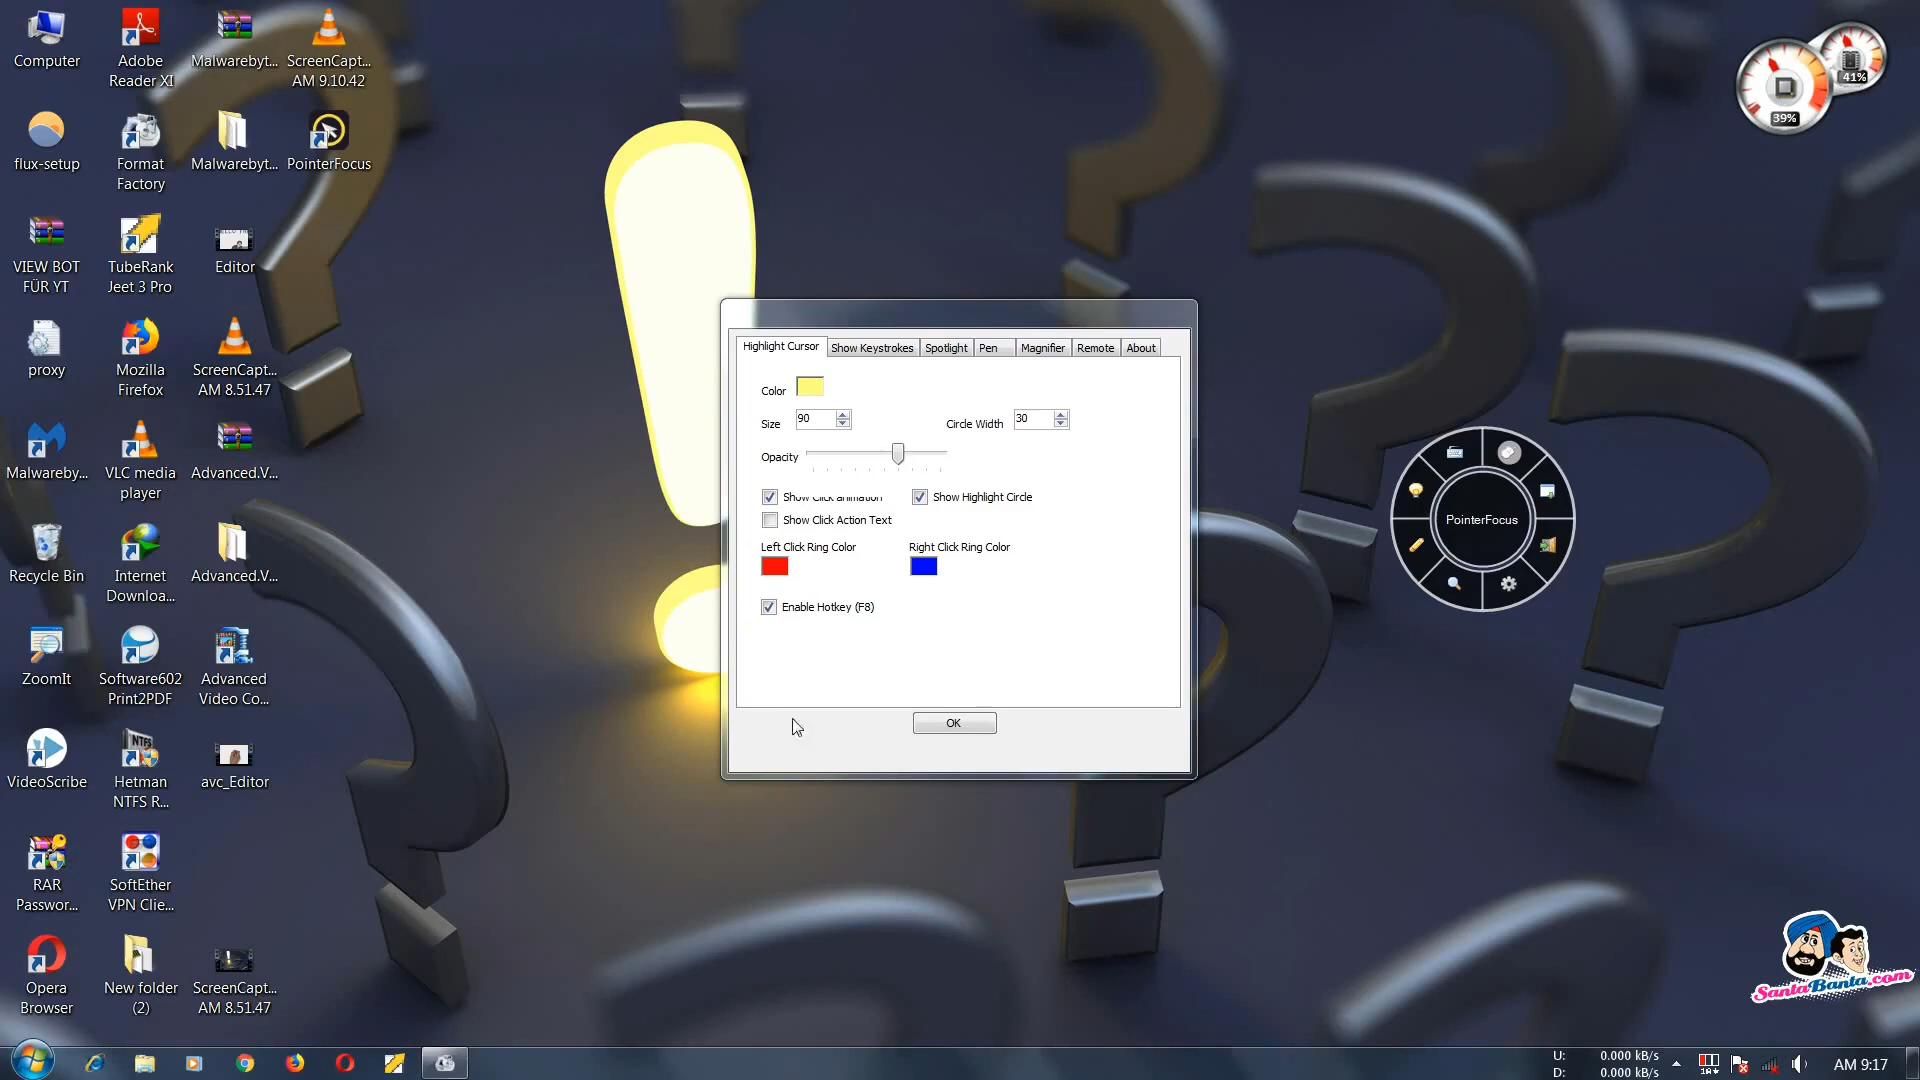 Computer
Adobe
Reader XI
Malwarebyt...
ScreenCapt...
AM 9.10.42
flux-setup
Format
Factory
Malwarebyt...
PointerFocus
VIEW BOT
FÜR YT
TubeRank
Jeet 3 Pro
Editor
proxy
Mozilla
Firefox
ScreenCapt...
AM 8.51.47
Malwareby...
VLC media
player
Advanced.V...
Recycle Bin
Internet
Downloa...
Advanced.V...
ZoomIt
Software602
Print2PDF
Advanced
Video Co...
VideoScribe
Hetman
NTFS R...
avc_Editor
RAR
Passwor...
SoftEther
VPN Clie...
Opera
Browser
New folder
(2)
ScreenCapt...
AM 8.51.47
41%
39%
Highlight Cursor
Show Keystrokes
Spotlight
Pen
Magnifier
Remote
About
Color
Size
90
Circle Width
30
Opacity
Show Click animation
Show Highlight Circle
Show Click Action Text
Left Click Ring Color
Right Click Ring Color
Enable Hotkey (F8)
OK
PointerFocus
SantaBanta.com
U: 0.000 kB/s
D: 0.000 kB/s
AM 9:17